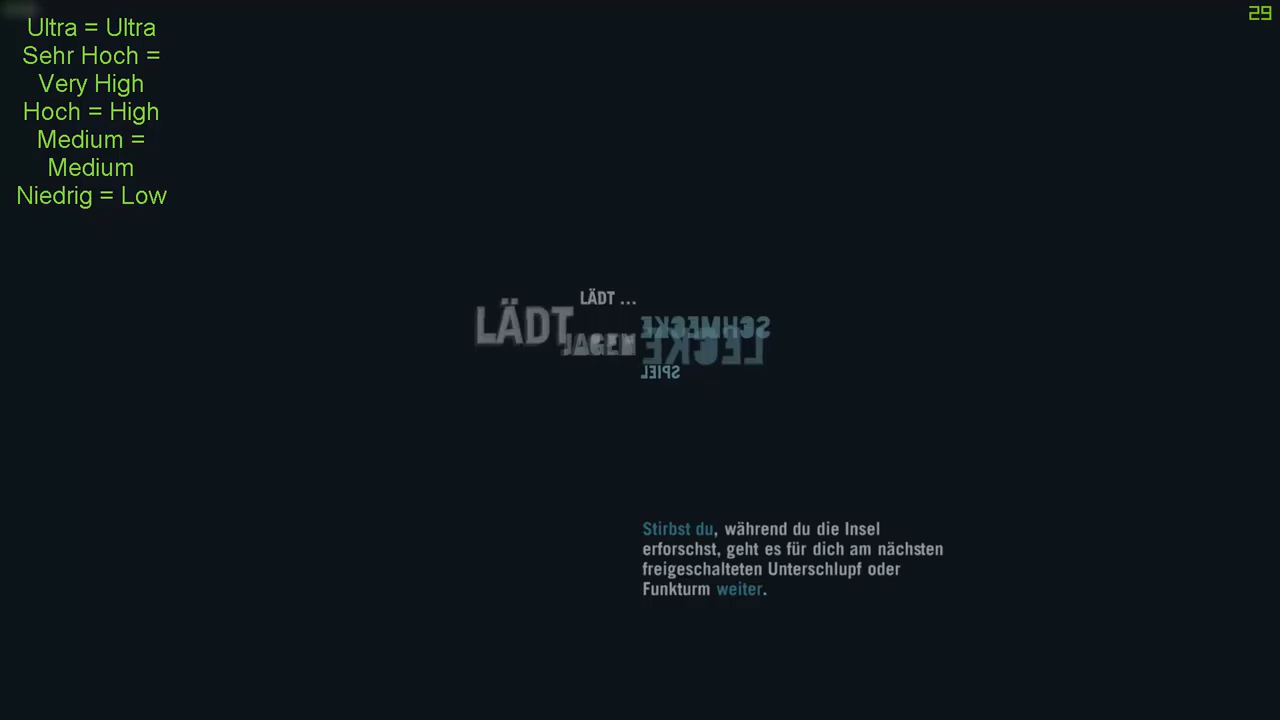 Ultra = Ultra
Sehr Hoch =
Very High
Hoch = High
Medium =
Medium
Niedrig = Low
29
LÄDT ...
LÄDT
JAGEN
SCHMECKE
LECKE
SPIEL
Stirbst du, während du die Insel
erforschst, geht es für dich am nächsten
freigeschalteten Unterschlupf oder
Funkturm weiter.